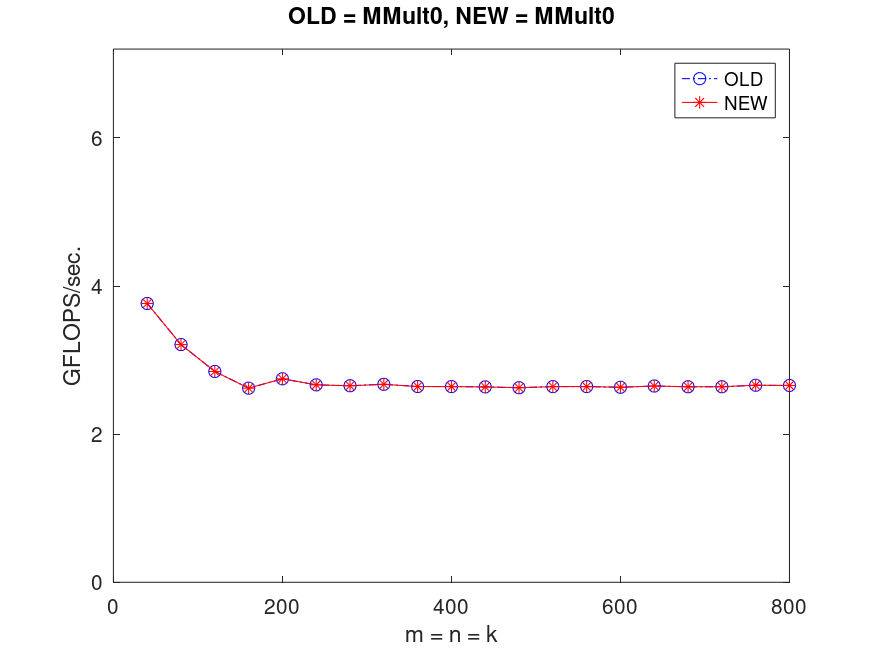 OLD = MMult0, NEW = MMult0
OLD
NEW
GFLOPS/sec.
6
4
2
0
0 200 400 600 800
m = n = k